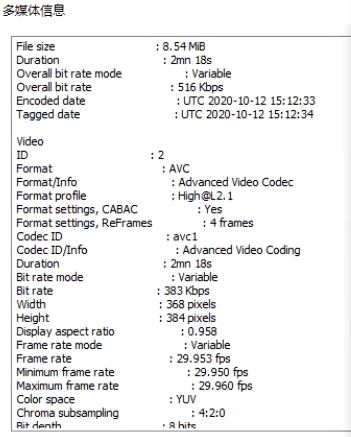 多媒体信息
File size : 8.54 MiB
Duration : 2mn 18s
Overall bit rate mode : Variable
Overall bit rate : 516 Kbps
Encoded date : UTC 2020-10-12 15:12:33
Tagged date : UTC 2020-10-12 15:12:34
Video
ID : 2
Format : AVC
Format/Info : Advanced Video Codec
Format profile : High@L2.1
Format settings, CABAC : Yes
Format settings, ReFrames : 4 frames
Codec ID : avc1
Codec ID/Info : Advanced Video Coding
Duration : 2mn 18s
Bit rate mode : Variable
Bit rate : 383 Kbps
Width : 368 pixels
Height : 384 pixels
Display aspect ratio : 0.958
Frame rate mode : Variable
Frame rate : 29.953 fps
Minimum frame rate : 29.950 fps
Maximum frame rate : 29.960 fps
Color space : YUV
Chroma subsampling : 4:2:0
Bit depth : 8 bits